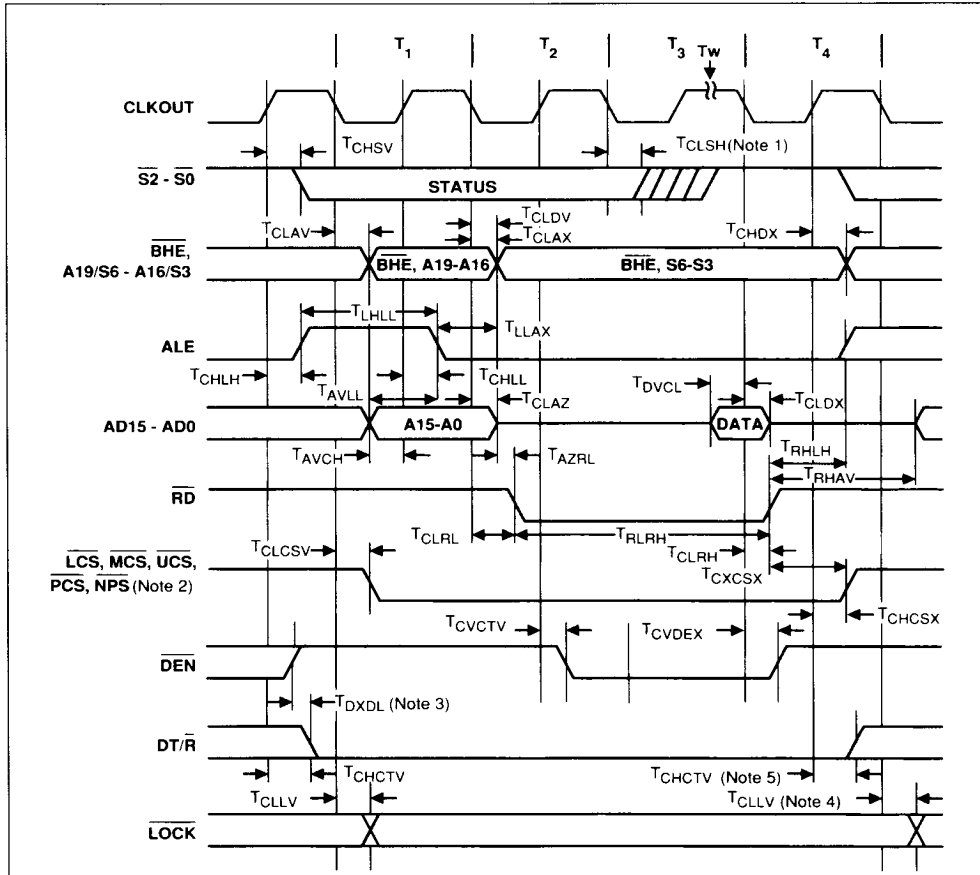 T1 T2 T3 TW T4
CLKOUT
TCHSV TCLSH (Note 1)
S2 - S0
STATUS
TCLDV
TCLAV TCLAX TCHDX
BHE,
A19/S6 - A16/S3
BHE, A19-A16 BHE, S6-S3
TLHLL TLLAX
ALE
TCHLH TCHLL TDVCL
TAVLL TCLAZ TCLDX
AD15 - AD0
A15-A0 DATA
TRHLH
TAVCH TAZRL
TRHAV
RD
TCLRL TRLRH
TCLCSV TCLRH
LCS, MCS, UCS,
PCS, NPS (Note 2)
TCXCSX
TCHCSX
TCVCTV TCVDEX
DEN
TDXDL (Note 3)
DT/R
TCHCTV TCHCTV (Note 5)
TCLLV TCLLV (Note 4)
LOCK